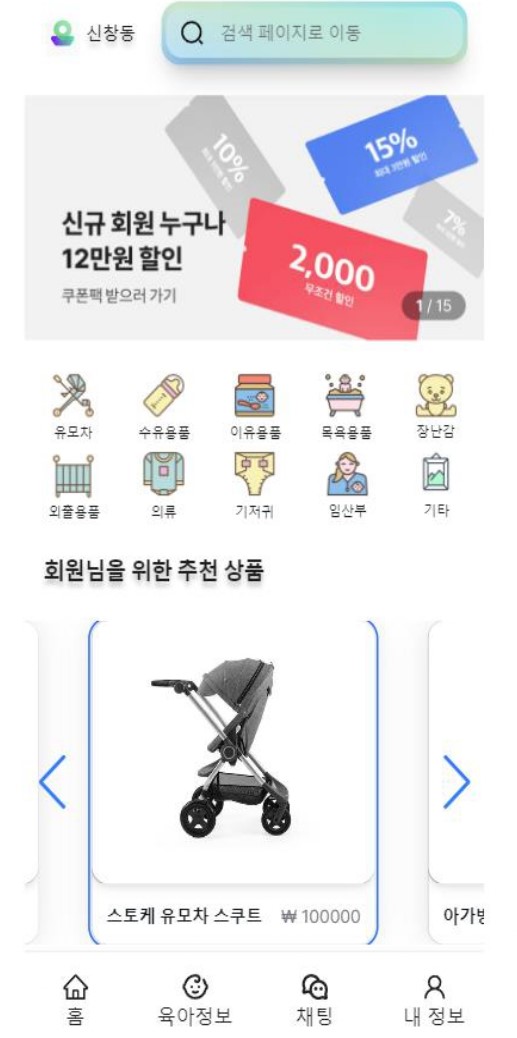 신창동
검색 페이지로 이동
10%
15%
최대 3만원 할인
7%
신규 회원 누구나
12만원 할인
쿠폰팩 받으러 가기
2,000
무조건 할인
1 / 15
유모차
수유용품
이유용품
목욕용품
장난감
외출용품
의류
기저귀
임산부
기타
회원님을 위한 추천 상품
스토케 유모차 스쿠트
₩ 100000
아가방
홈
육아정보
채팅
내 정보